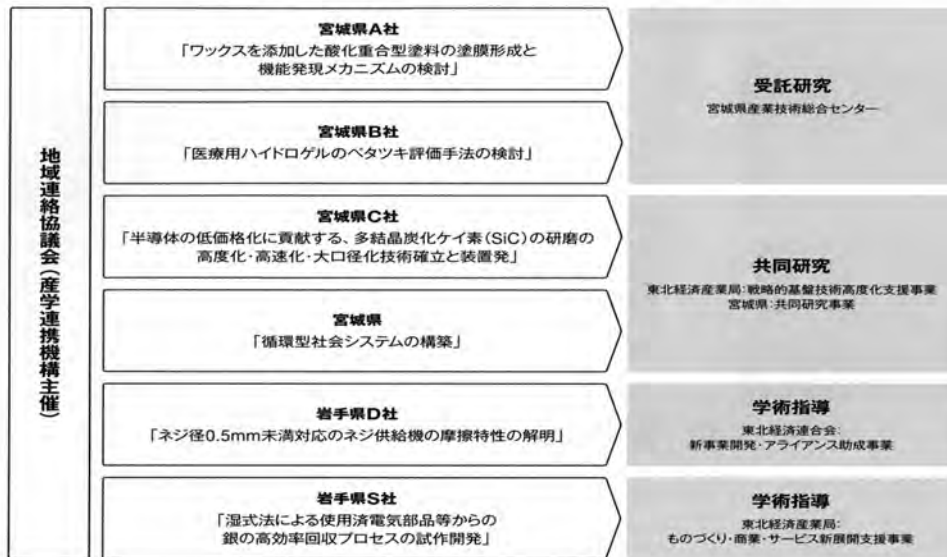 地域連絡協議会(産学連携機構主催)
宮城県A社
「ワックスを添加した酸化重合型塗料の塗膜形成と
機能発現メカニズムの検討」
宮城県B社
「医療用ハイドロゲルのベタツキ評価手法の検討」
受託研究
宮城県産業技術総合センター
宮城県C社
「半導体の低価格化に貢献する、多結晶炭化ケイ素(SiC)の研磨の
高度化・高速化・大口径化技術確立と装置発」
宮城県
「循環型社会システムの構築」
共同研究
東北経済産業局:戦略的基盤技術高度化支援事業
宮城県:共同研究事業
岩手県D社
「ネジ径0.5mm未満対応のネジ供給機の摩擦特性の解明」
学術指導
東北経済連合会:
新事業開発・アライアンス助成事業
岩手県S社
「湿式法による使用済電気部品等からの
銀の高効率回収プロセスの試作開発」
学術指導
東北経済産業局:
ものづくり・商業・サービス新展開支援事業